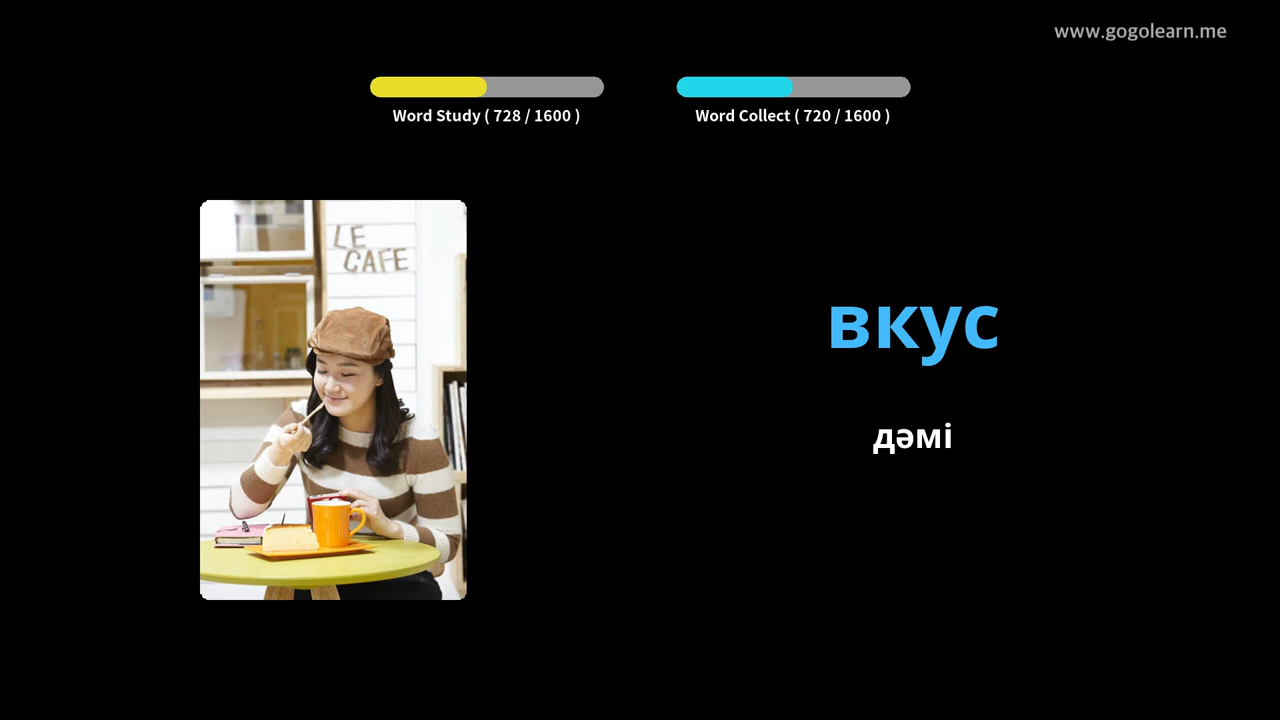 www.gogolearn.me
Word Study ( 728 / 1600 )
Word Collect ( 720 / 1600 )
LE
CAFE
вкус
дәмі